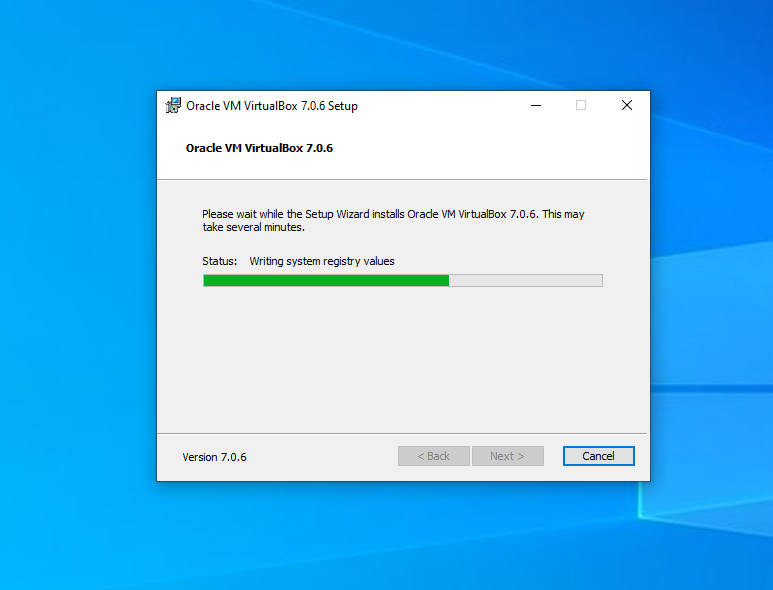 Oracle VM VirtualBox 7.0.6 Setup
Oracle VM VirtualBox 7.0.6
Please wait while the Setup Wizard installs Oracle VM VirtualBox 7.0.6. This may
take several minutes.
Status: Writing system registry values
Version 7.0.6
< Back
Next >
Cancel